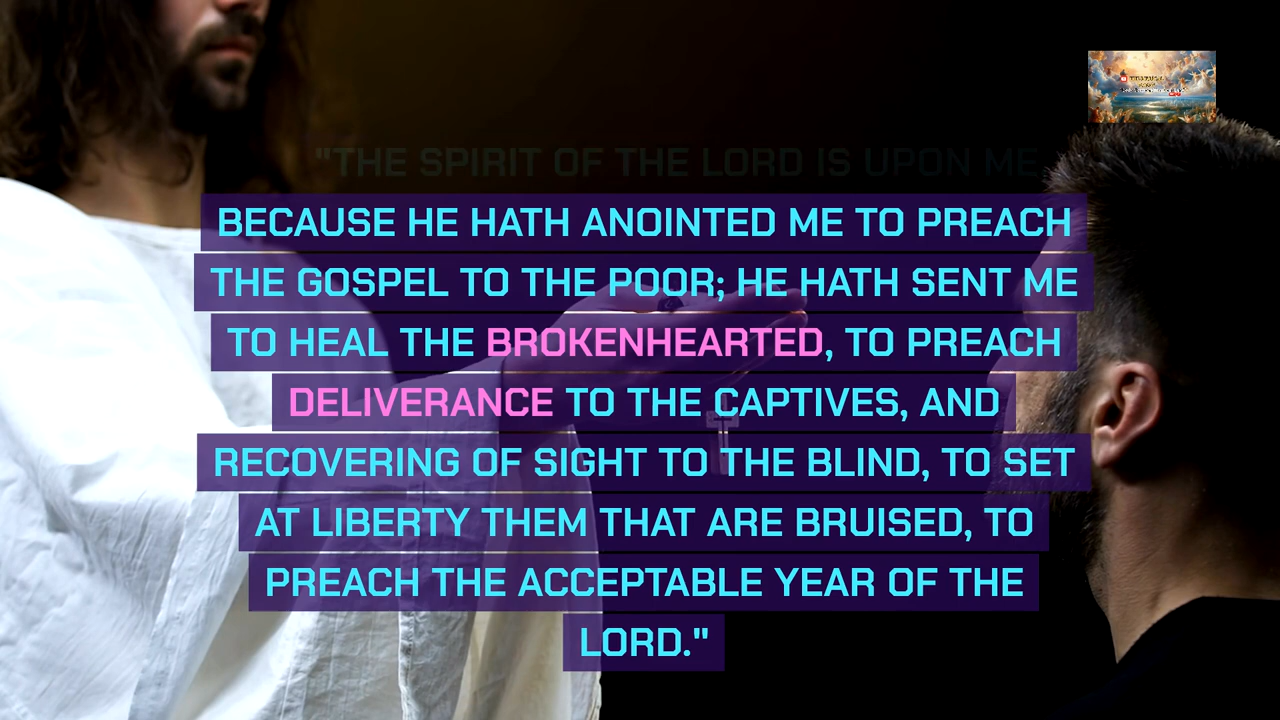 "THE SPIRIT OF THE LORD IS UPON ME
BECAUSE HE HATH ANOINTED ME TO PREACH
THE GOSPEL TO THE POOR; HE HATH SENT ME
TO HEAL THE BROKENHEARTED, TO PREACH
DELIVERANCE TO THE CAPTIVES, AND
RECOVERING OF SIGHT TO THE BLIND, TO SET
AT LIBERTY THEM THAT ARE BRUISED, TO
PREACH THE ACCEPTABLE YEAR OF THE
LORD."